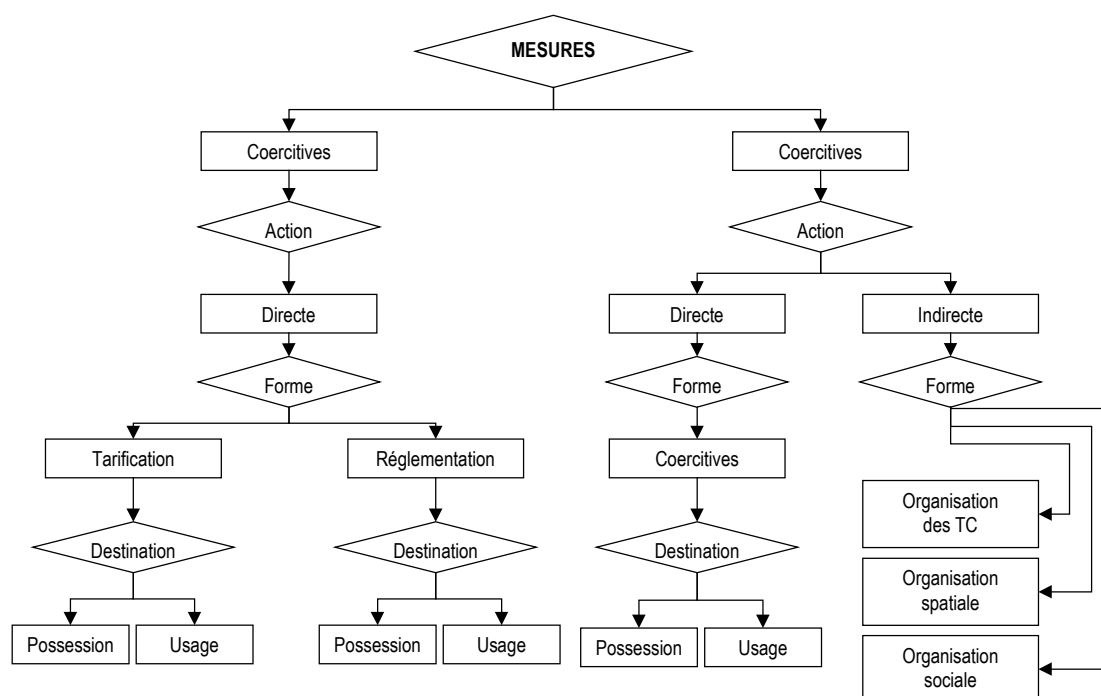 MESURES
Coercitives
Coercitives
Action
Action
Directe
Directe
Indirecte
Forme
Forme
Forme
Tarification
Réglementation
Coercitives
Organisation
des TC
Destination
Destination
Destination
Organisation
spatiale
Possession
Usage
Possession
Usage
Possession
Usage
Organisation
sociale